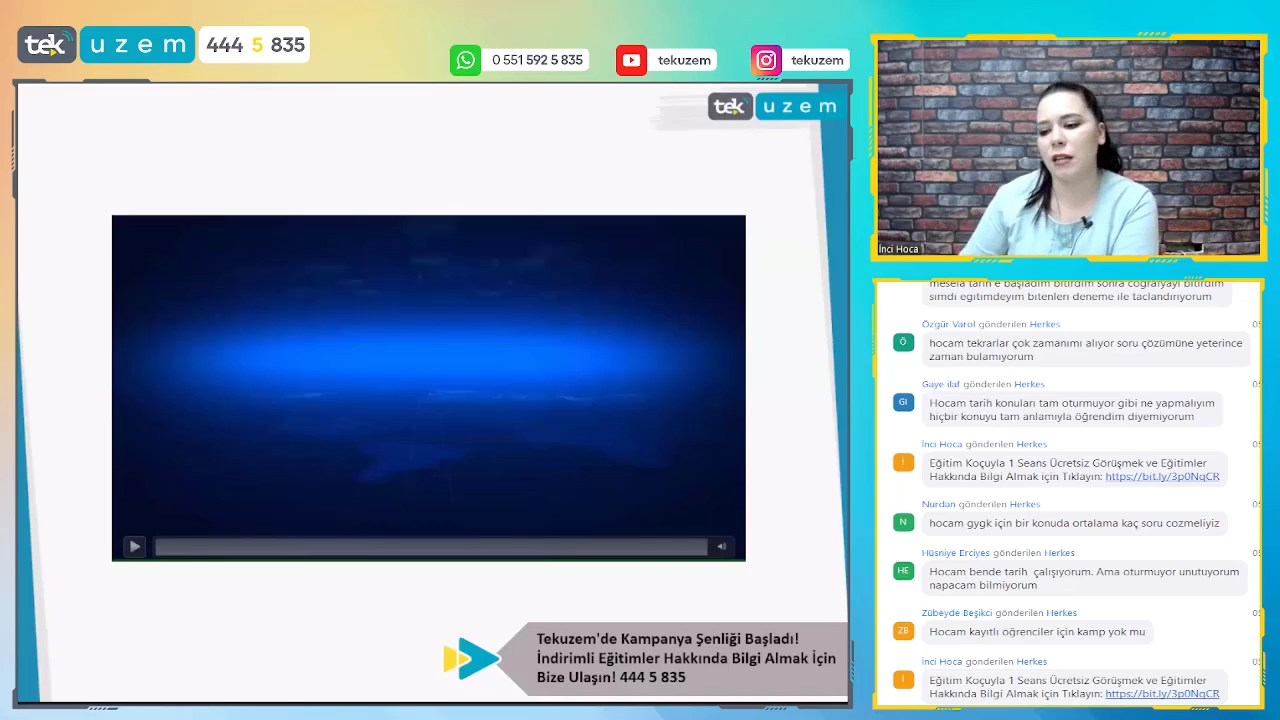 tek uzem 444 5 835
0 551 592 5 835
tekuzem
tekuzem
tek uzem
İnci Hoca
mesela tarih e başladım bitirdim sonra coğrafyayı bitirdim
şimdi egitimdeyim bitenleri deneme ile taclandırıyorum
Özgür Varol gönderilen Herkes
Ö
hocam tekrarlar çok zamanımı alıyor soru çözümüne yeterince
zaman bulamıyorum
Gaye ilaf gönderilen Herkes
GI
Hocam tarih konuları tam oturmuyor gibi ne yapmalıyım
hiçbir konuyu tam anlamıyla öğrendim diyemiyorum
İnci Hoca gönderilen Herkes
İ
Eğitim Koçuyla 1 Seans Ücretsiz Görüşmek ve Eğitimler
Hakkında Bilgi Almak için Tıklayın: https://bit.ly/3p0NqCR
Nurdan gönderilen Herkes
N
hocam gygk için bir konuda ortalama kaç soru cozmeliyiz
Hüsniye Erciyes gönderilen Herkes
HE
Hocam bende tarih çalışıyorum. Ama oturmuyor unutuyorum
napacam bilmiyorum
Zübeyde Beşikci gönderilen Herkes
ZB
Hocam kayıtlı oğrenciler için kamp yok mu
İnci Hoca gönderilen Herkes
İ
Eğitim Koçuyla 1 Seans Ücretsiz Görüşmek ve Eğitimler
Hakkında Bilgi Almak için Tıklayın: https://bit.ly/3p0NqCR
Tekuzem'de Kampanya Şenliği Başladı!
İndirimli Eğitimler Hakkında Bilgi Almak İçin
Bize Ulaşın! 444 5 835